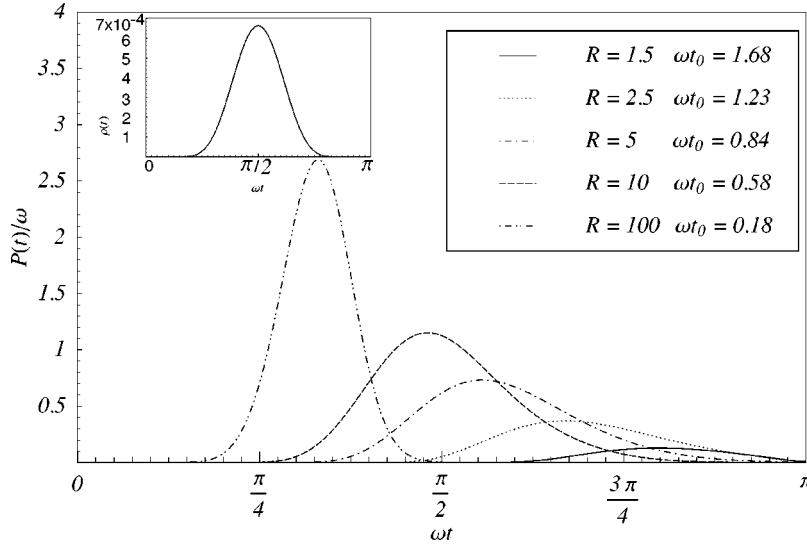 4
3.5
3
2.5
2
1.5
1
0.5
P(t)/ω
0
π/4
π/2
3π/4
π
ωt
7x10⁻⁴
6
5
4
3
2
1
ρ(t)
0
π/2
π
ωt
R = 1.5 ωt₀ = 1.68
R = 2.5 ωt₀ = 1.23
R = 5 ωt₀ = 0.84
R = 10 ωt₀ = 0.58
R = 100 ωt₀ = 0.18